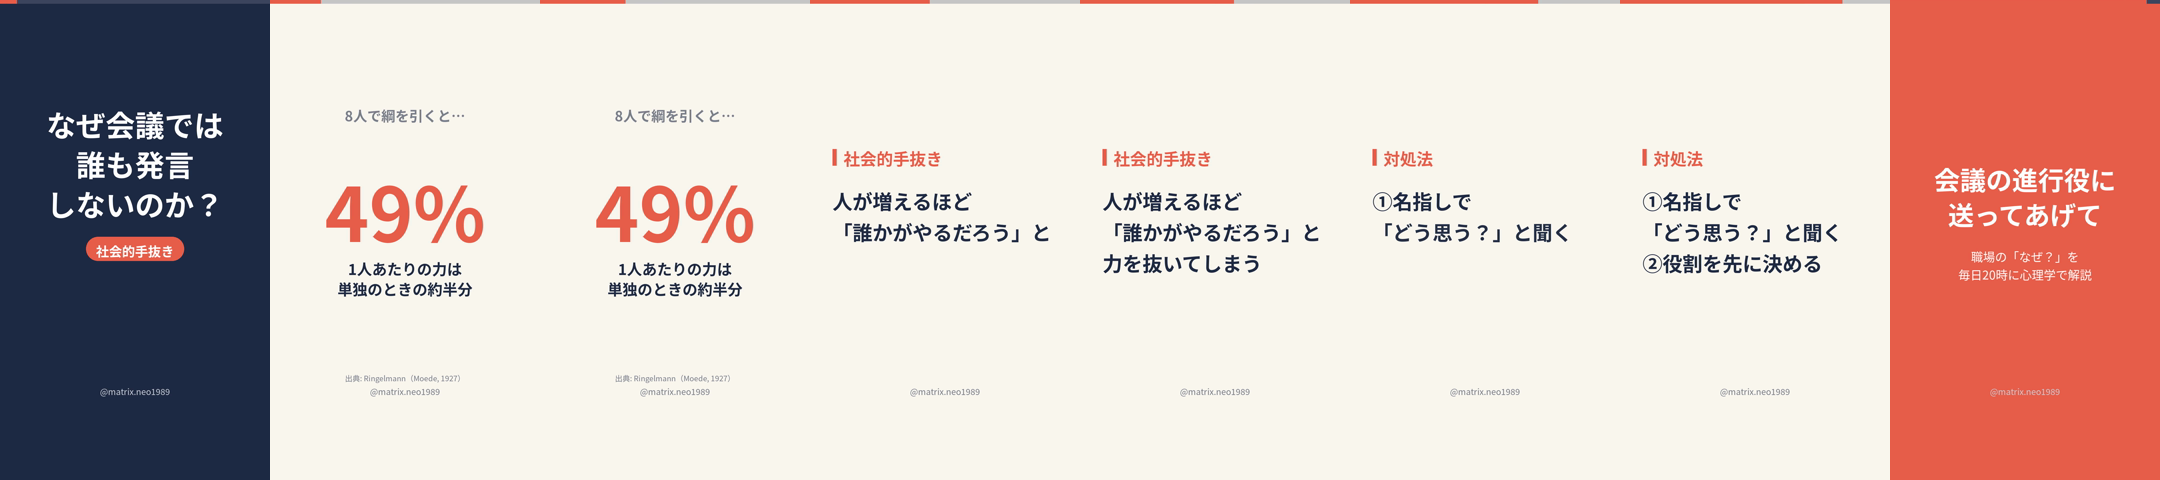 なぜ会議では
誰も発言
しないのか？
社会的手抜き
@matrix.neo1989
8人で綱を引くと…
49%
1人あたりの力は
単独のときの約半分
出典: Ringelmann（Moede, 1927）
@matrix.neo1989
8人で綱を引くと…
49%
1人あたりの力は
単独のときの約半分
出典: Ringelmann（Moede, 1927）
@matrix.neo1989
社会的手抜き
人が増えるほど
「誰かがやるだろう」と
@matrix.neo1989
社会的手抜き
人が増えるほど
「誰かがやるだろう」と
力を抜いてしまう
@matrix.neo1989
対処法
①名指しで
「どう思う？」と聞く
@matrix.neo1989
対処法
①名指しで
「どう思う？」と聞く
②役割を先に決める
@matrix.neo1989
会議の進行役に
送ってあげて
職場の「なぜ？」を
毎日20時に心理学で解説
@matrix.neo1989